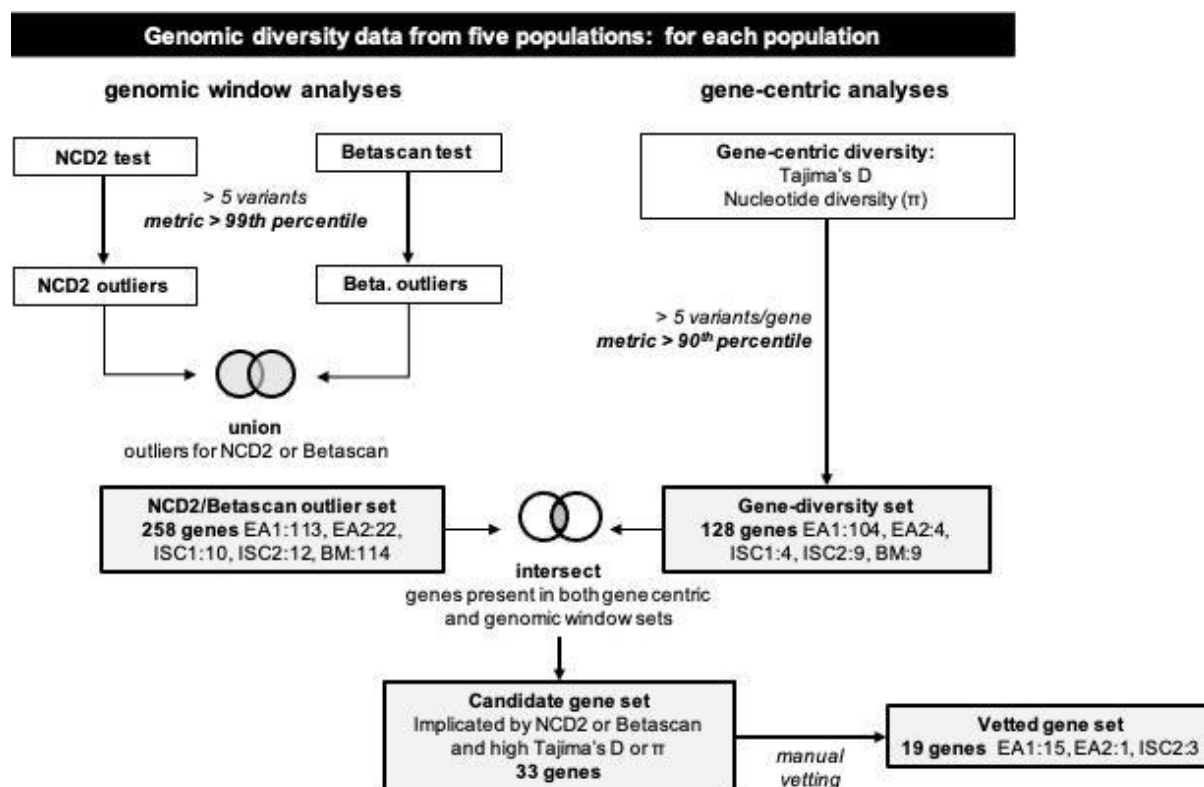 Genomic diversity data from five populations: for each population
genomic window analyses
gene-centric analyses
NCD2 test
Betascan test
> 5 variants
metric > 99th percentile
NCD2 outliers
Beta. outliers
union
outliers for NCD2 or Betascan
Gene-centric diversity:
Tajima's D
Nucleotide diversity (π)
> 5 variants/gene
metric > 90th percentile
NCD2/Betascan outlier set
258 genes EA1:113, EA2:22,
ISC1:10, ISC2:12, BM:114
intersect
genes present in both gene centric
and genomic window sets
Gene-diversity set
128 genes EA1:104, EA2:4,
ISC1:4, ISC2:9, BM:9
Candidate gene set
Implicated by NCD2 or Betascan
and high Tajima's D or π
33 genes
manual
vetting
Vetted gene set
19 genes EA1:15, EA2:1, ISC2:3